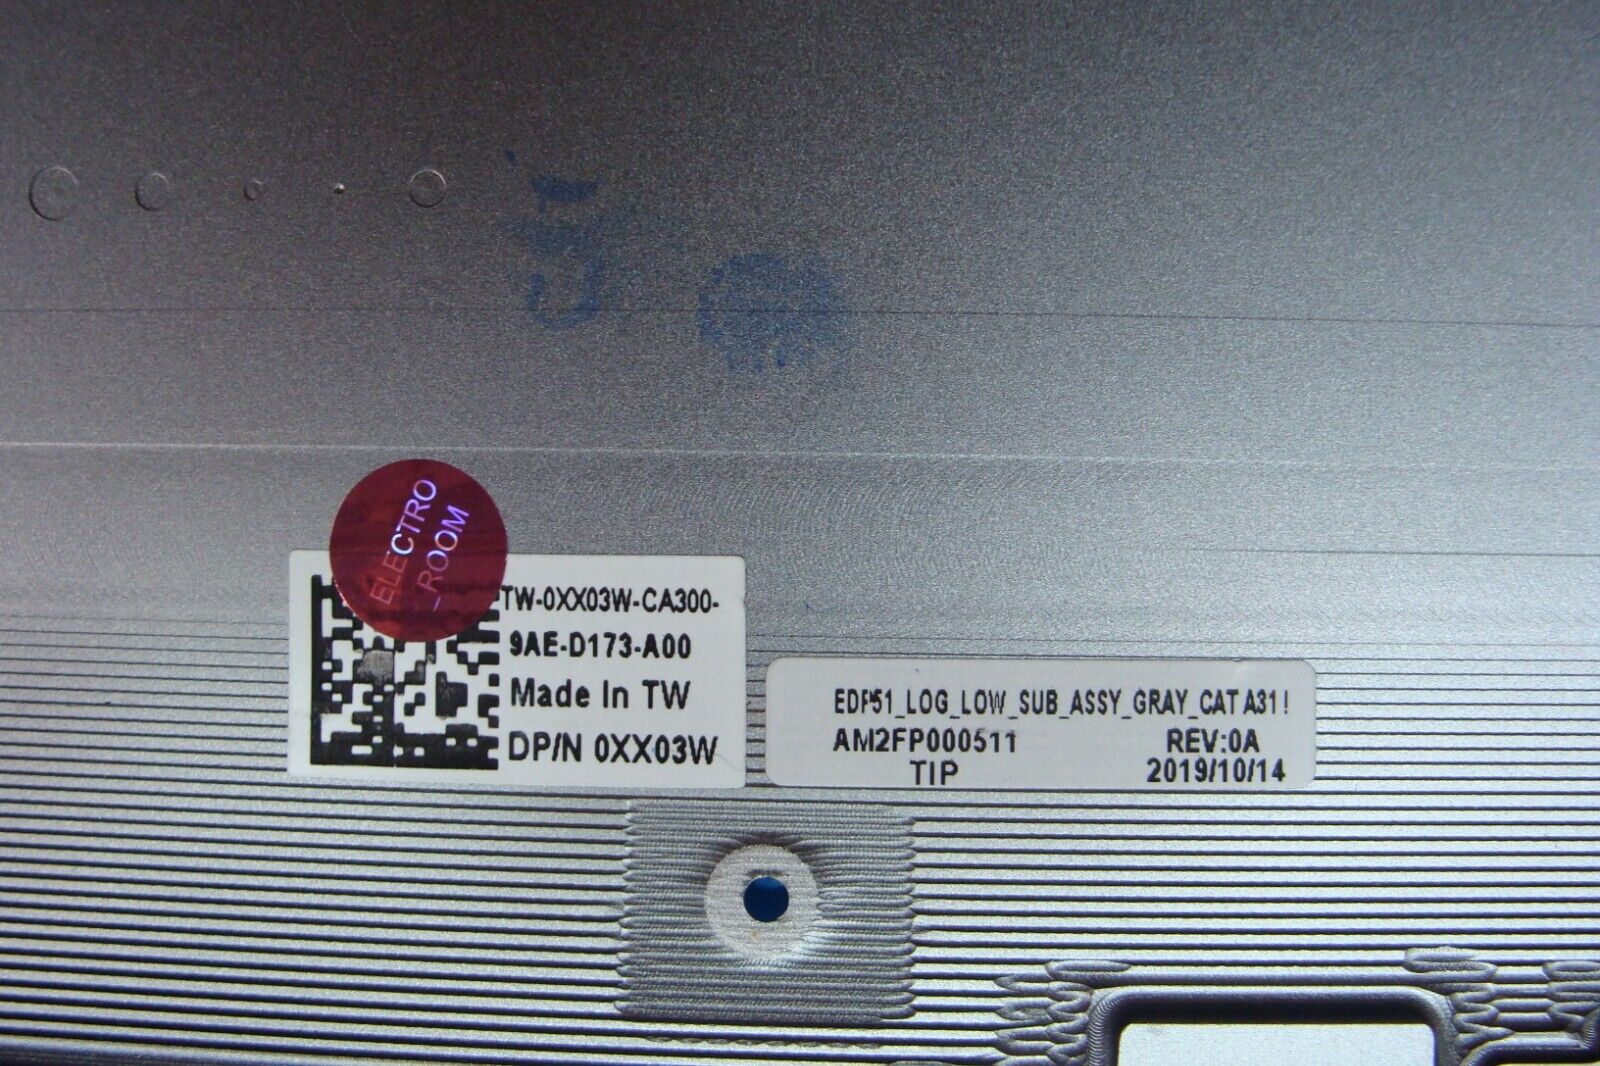 5
ELECTRO
_ROOM
TW-0XX03W-CA300-
9AE-D173-A00
Made In TW
DP/N 0XX03W
EDP51_LOG_LOW_SUB_ASSY_GRAY_CAT A31!
AM2FP000511
REV:0A
TIP
2019/10/14